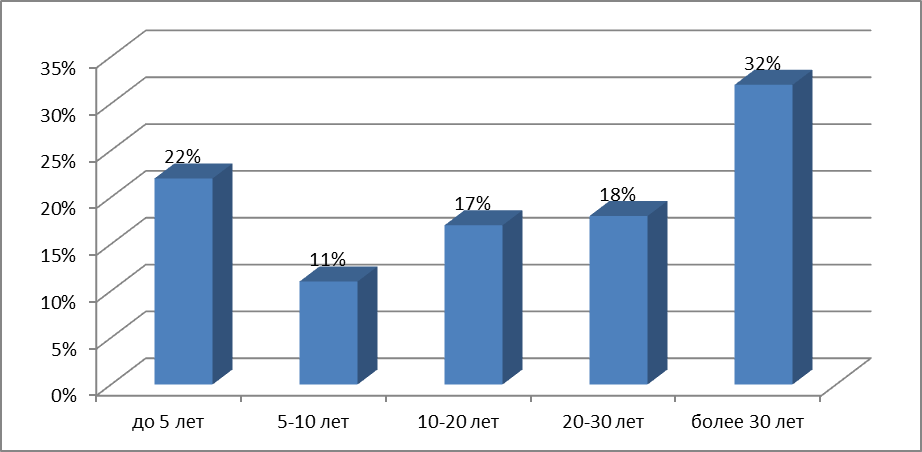 35%
30%
25%
20%
15%
10%
5%
0%
22%
11%
17%
18%
32%
до 5 лет
5-10 лет
10-20 лет
20-30 лет
более 30 лет